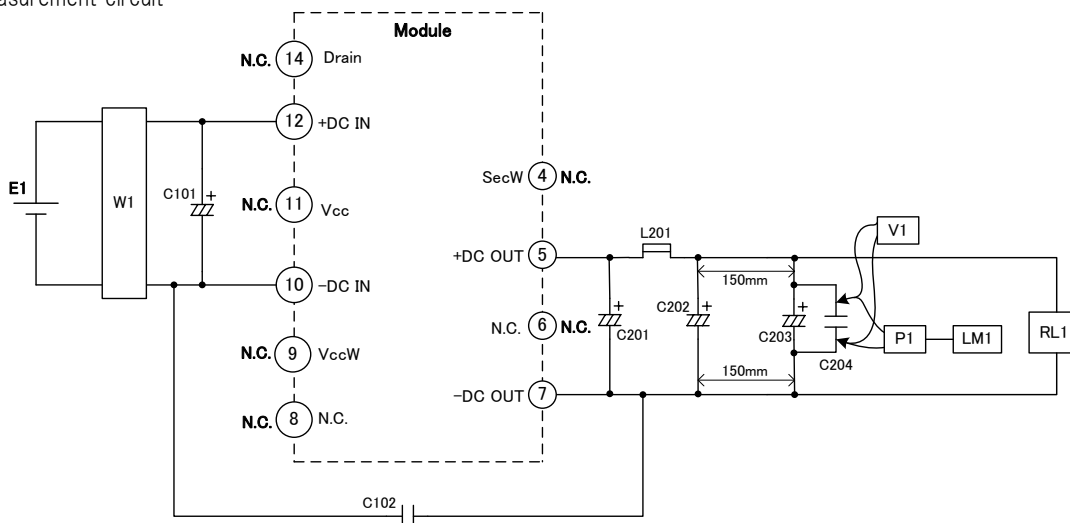 asurement circuit
Module
N.C. 14 Drain
12 +DC IN
E1
W1
C101 +
N.C. 11 Vcc
10 -DC IN
N.C. 9 VccW
N.C. 8 N.C.
SecW 4 N.C.
+DC OUT 5
N.C. 6 N.C.
-DC OUT 7
L201
+
C201
150mm
C202 +
150mm
+
C203
C204
V1
P1
LM1
RL1
C102